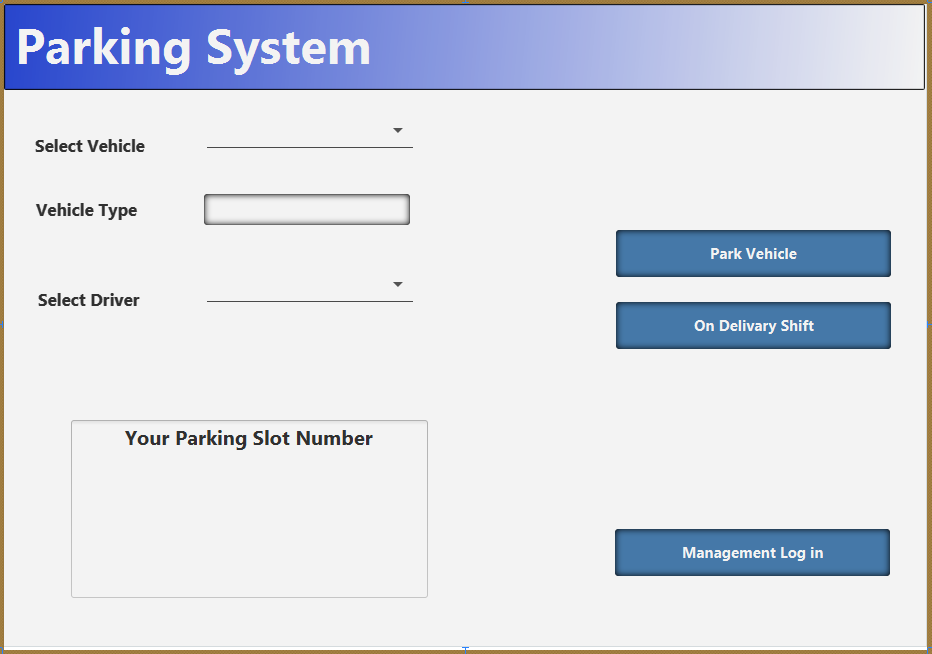 Parking System
Select Vehicle
Vehicle Type
Park Vehicle
Select Driver
On Delivary Shift
Your Parking Slot Number
Management Log in